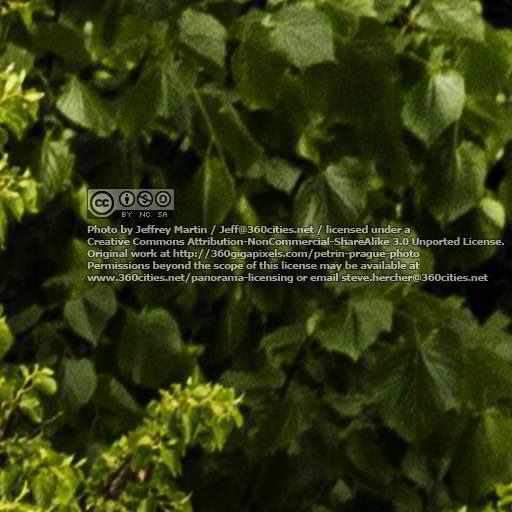 cc
BY NC SA
Photo by Jeffrey Martin / Jeff@360cities.net / licensed under a
Creative Commons Attribution-NonCommercial-ShareAlike 3.0 Unported License.
Original work at http://360gigapixels.com/petrin-prague-photo
Permissions beyond the scope of this license may be available at
www.360cities.net/panorama-licensing or email steve.hercher@360cities.net